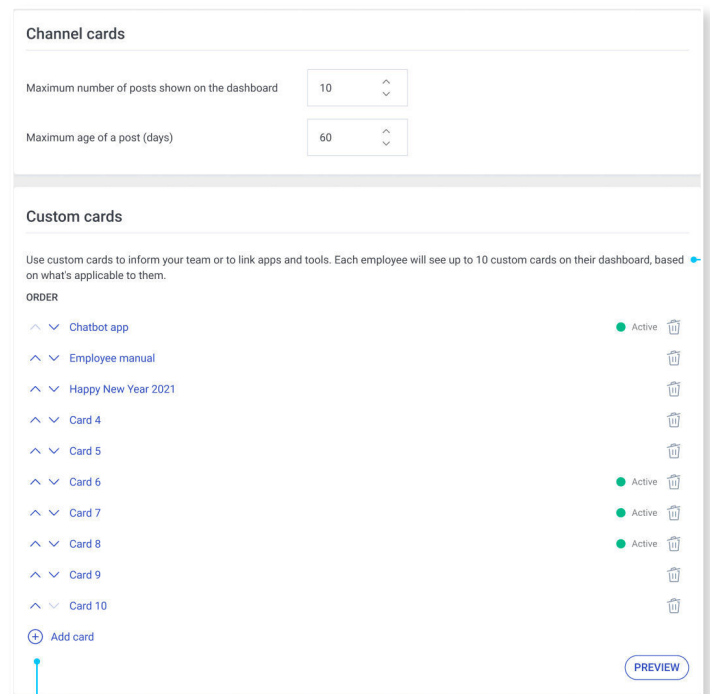 Channel cards
Maximum number of posts shown on the dashboard 10
Maximum age of a post (days) 60
Custom cards
Use custom cards to inform your team or to link apps and tools. Each employee will see up to 10 custom cards on their dashboard, based
on what's applicable to them.
ORDER
Chatbot app Active
Employee manual
Happy New Year 2021
Card 4
Card 5
Card 6 Active
Card 7 Active
Card 8 Active
Card 9
Card 10
Add card
PREVIEW